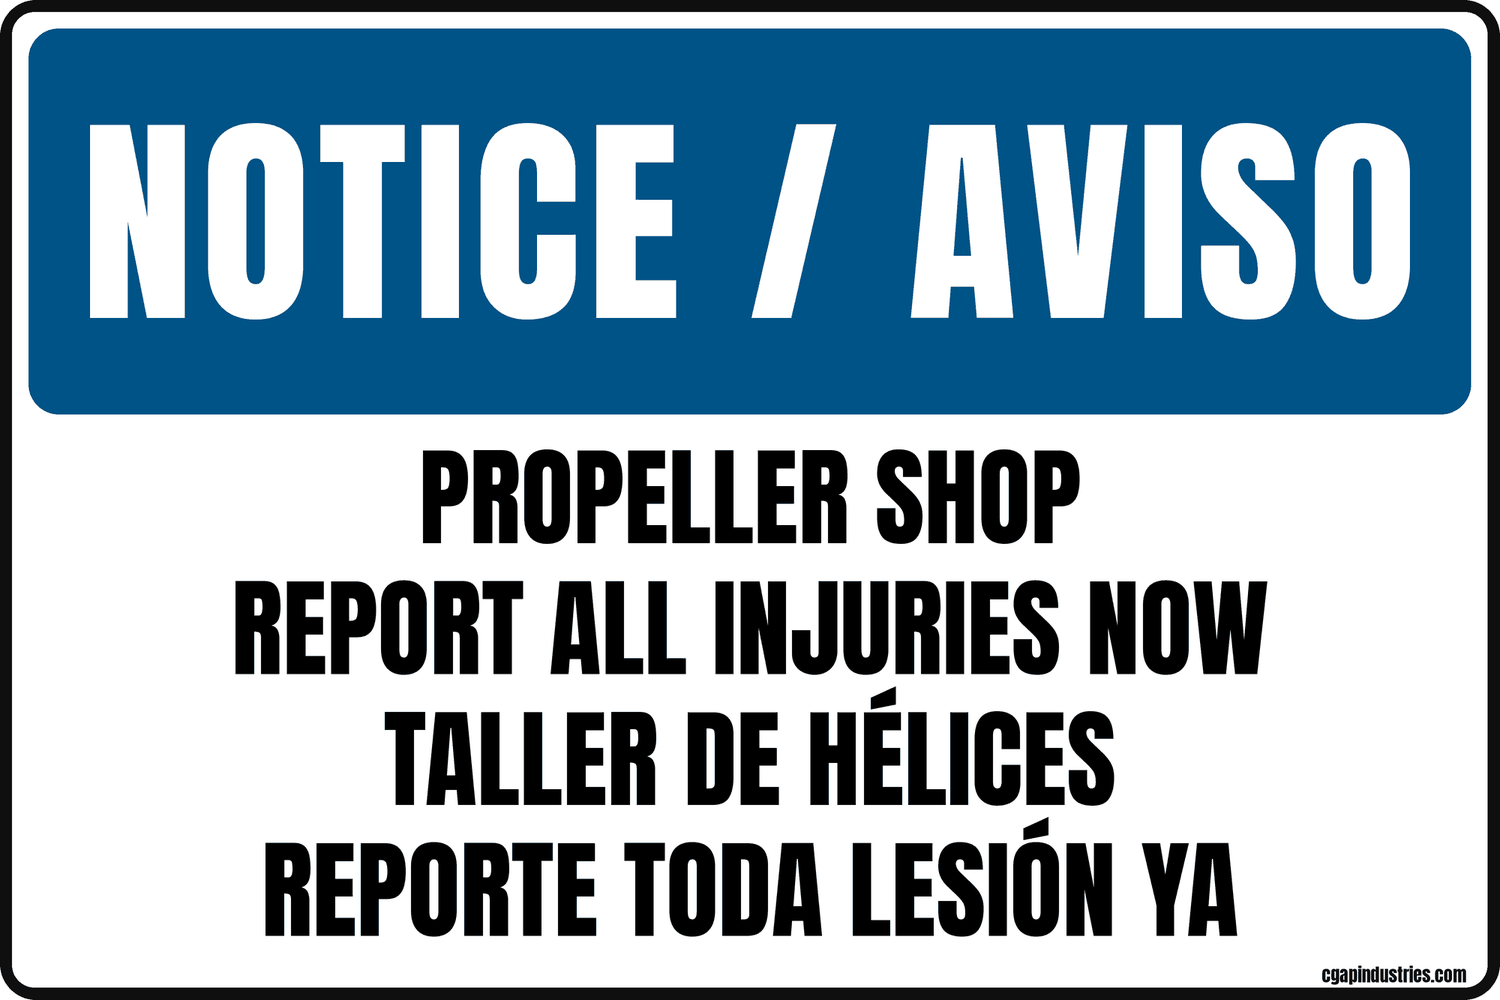 NOTICE / AVISO
PROPELLER SHOP
REPORT ALL INJURIES NOW
TALLER DE HÉLICES
REPORTE TODA LESIÓN YA
cgapindustries.com